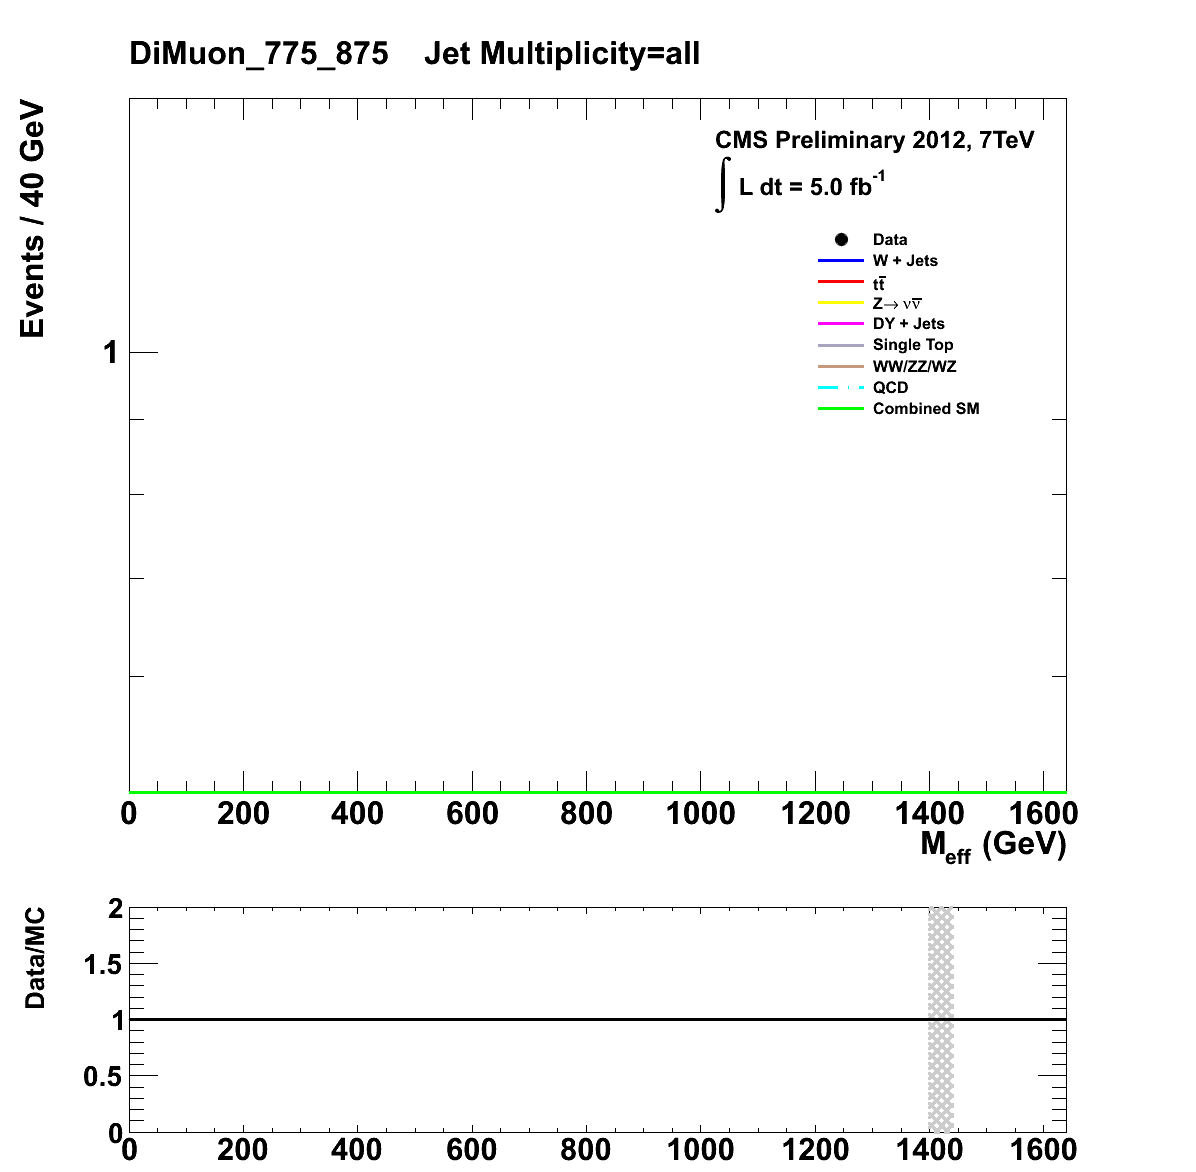 DiMuon_775_875 Jet Multiplicity=all
Events / 40 GeV
CMS Preliminary 2012, 7TeV
∫ L dt = 5.0 fb⁻¹
Data
W + Jets
tt̅
Z→ νν̅
DY + Jets
Single Top
WW/ZZ/WZ
QCD
Combined SM
1
0 200 400 600 800 1000 1200 1400 1600
M_eff (GeV)
Data/MC
2
1.5
1
0.5
0
0 200 400 600 800 1000 1200 1400 1600